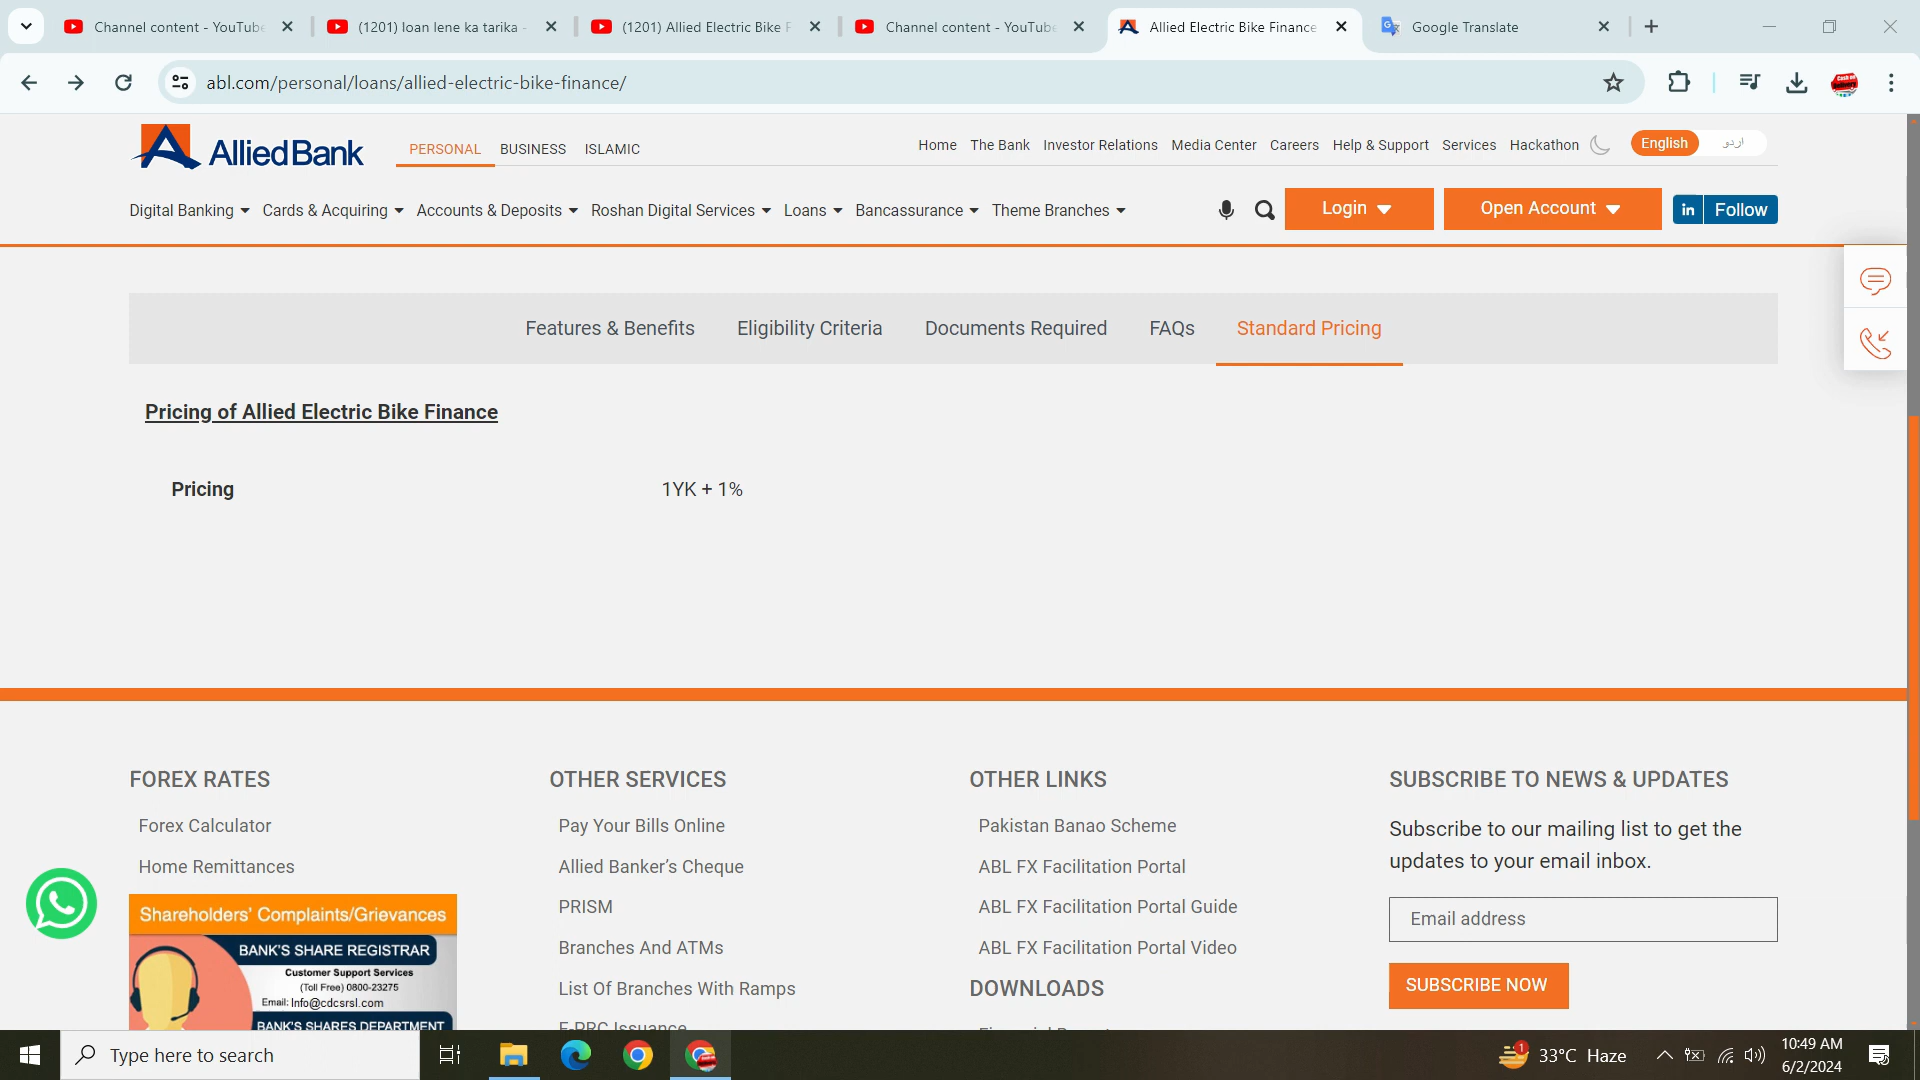 Channel content - YouTube
(1201) loan lene ka tarika -
(1201) Allied Electric Bike F
Channel content - YouTube
Allied Electric Bike Finance
Google Translate
abl.com/personal/loans/allied-electric-bike-finance/
Allied Bank
PERSONAL BUSINESS ISLAMIC
Home The Bank Investor Relations Media Center Careers Help & Support Services Hackathon
English اردو
Digital Banking Cards & Acquiring Accounts & Deposits Roshan Digital Services Loans Bancassurance Theme Branches
Login
Open Account
in Follow
Features & Benefits Eligibility Criteria Documents Required FAQs Standard Pricing
Pricing of Allied Electric Bike Finance
Pricing 1YK + 1%
FOREX RATES
Forex Calculator
Home Remittances
Shareholders' Complaints/Grievances
BANK'S SHARE REGISTRAR
Customer Support Services
(Toll Free) 0800-23275
Email: Info@cdcsrsl.com
BANK'S SHARES DEPARTMENT
OTHER SERVICES
Pay Your Bills Online
Allied Banker's Cheque
PRISM
Branches And ATMs
List Of Branches With Ramps
E-PRC Issuance
OTHER LINKS
Pakistan Banao Scheme
ABL FX Facilitation Portal
ABL FX Facilitation Portal Guide
ABL FX Facilitation Portal Video
DOWNLOADS
SUBSCRIBE TO NEWS & UPDATES
Subscribe to our mailing list to get the
updates to your email inbox.
Email address
SUBSCRIBE NOW
Type here to search
1
33°C Haze
10:49 AM
6/2/2024